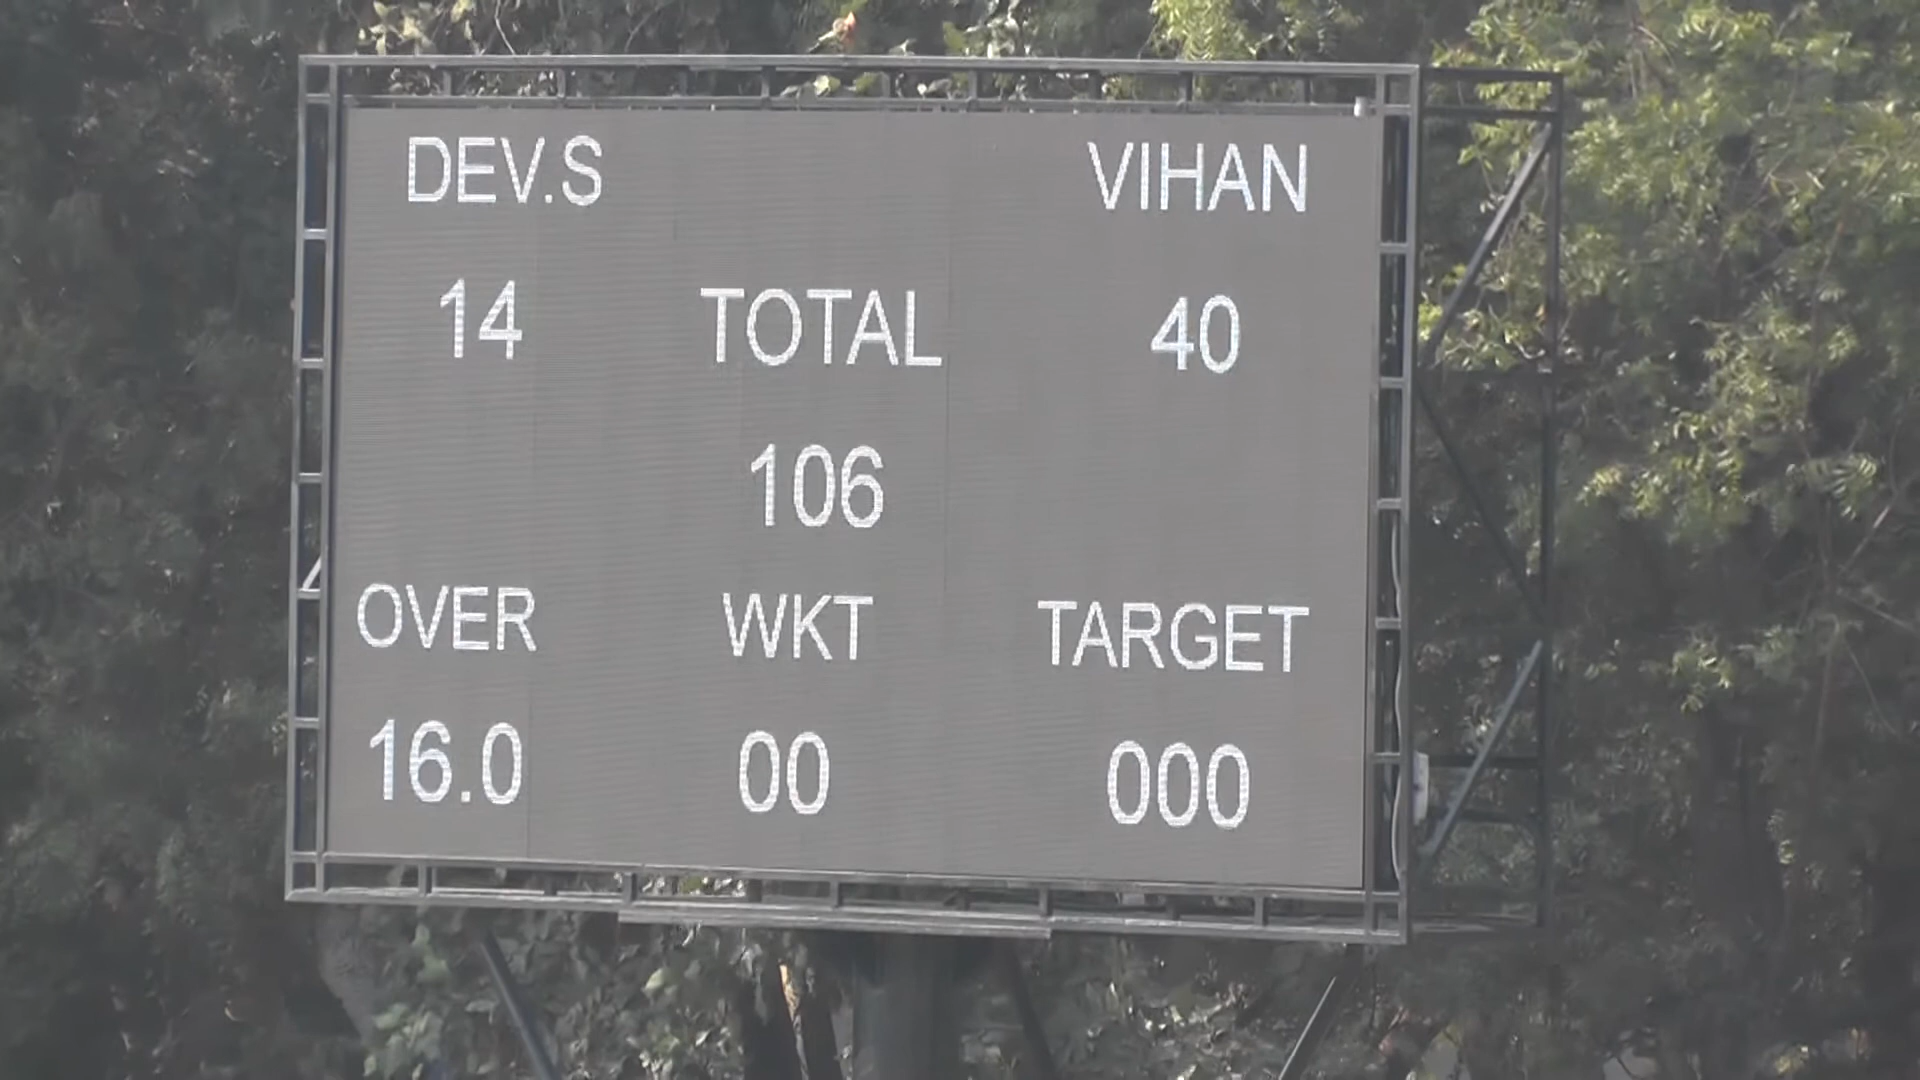 DEV.S VIHAN
14 TOTAL 40
106
OVER WKT TARGET
16.0 00 000